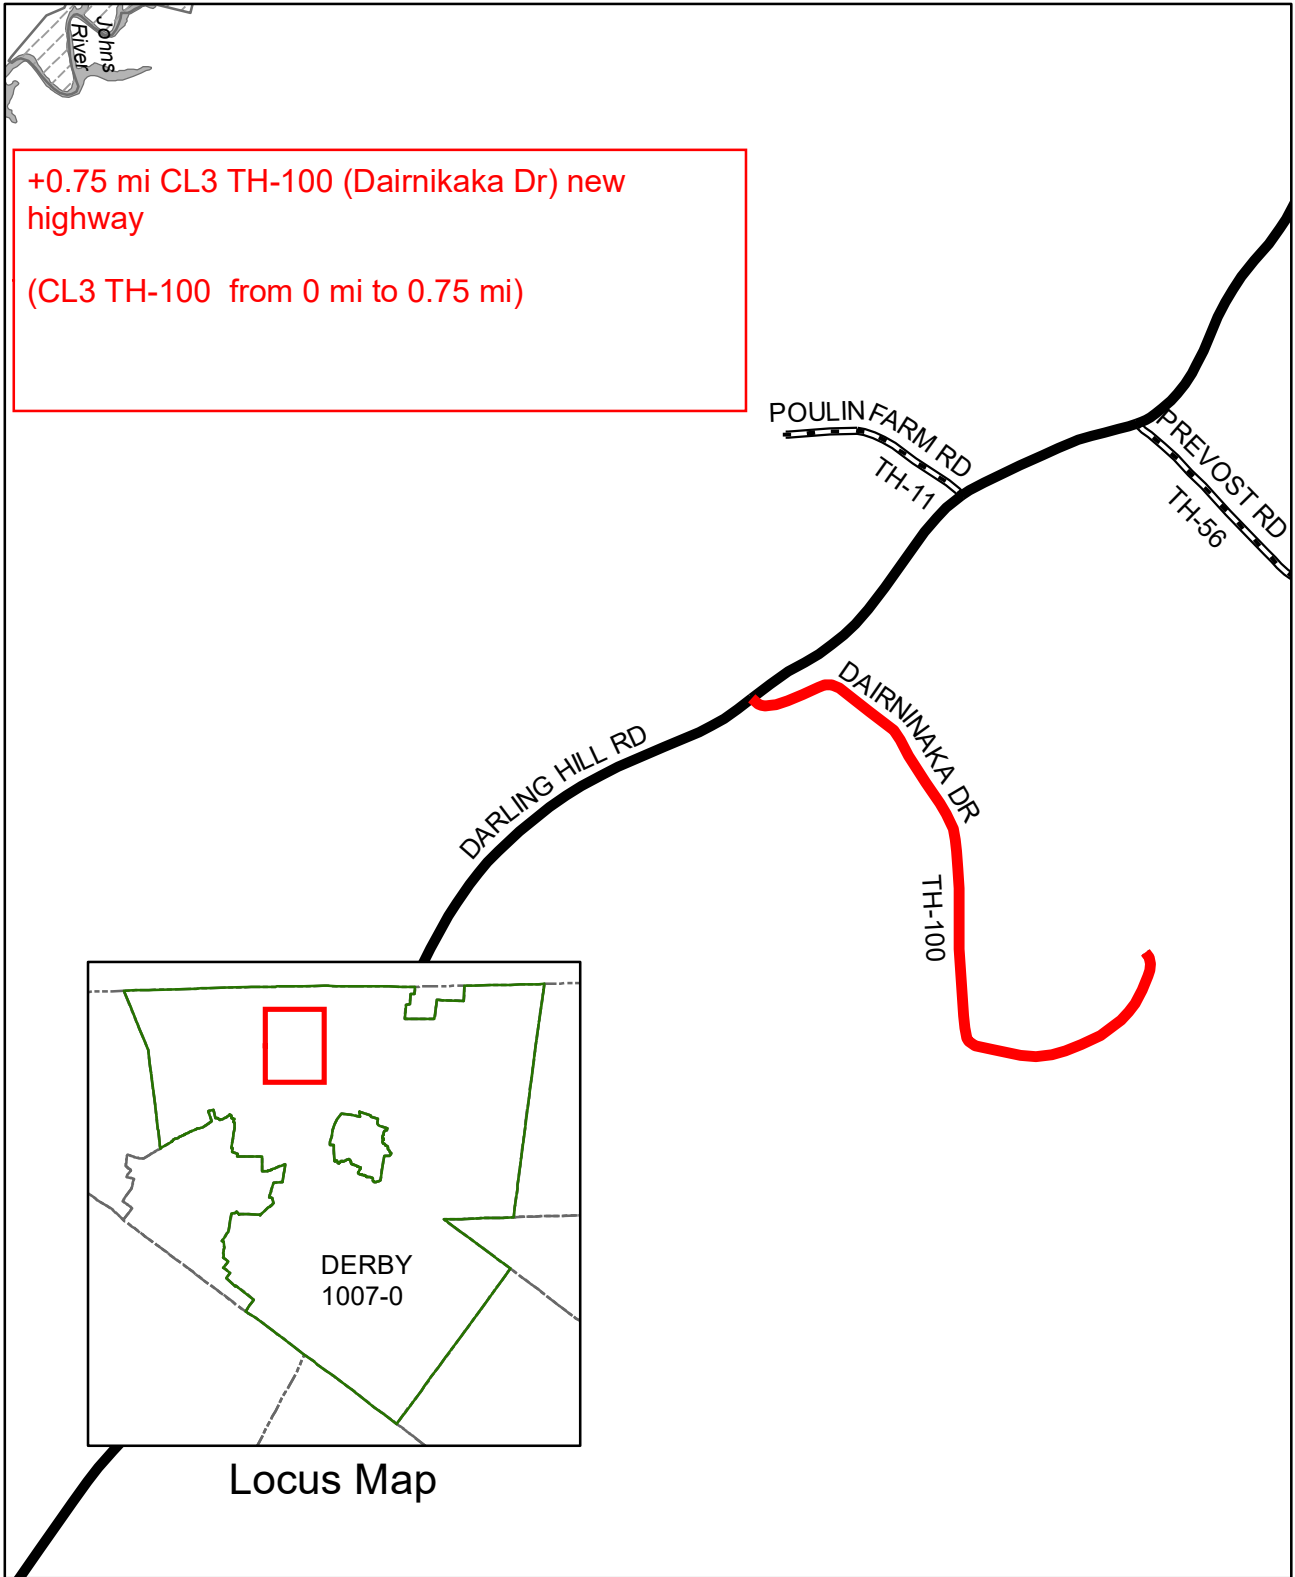 Johns
River
+0.75 mi CL3 TH-100 (Dairnikaka Dr) new
highway
(CL3 TH-100 from 0 mi to 0.75 mi)
POULIN FARM RD
TH-11
PREVOST RD
TH-56
DAIRNINAKA DR
DARLING HILL RD
TH-100
DERBY
1007-0
Locus Map